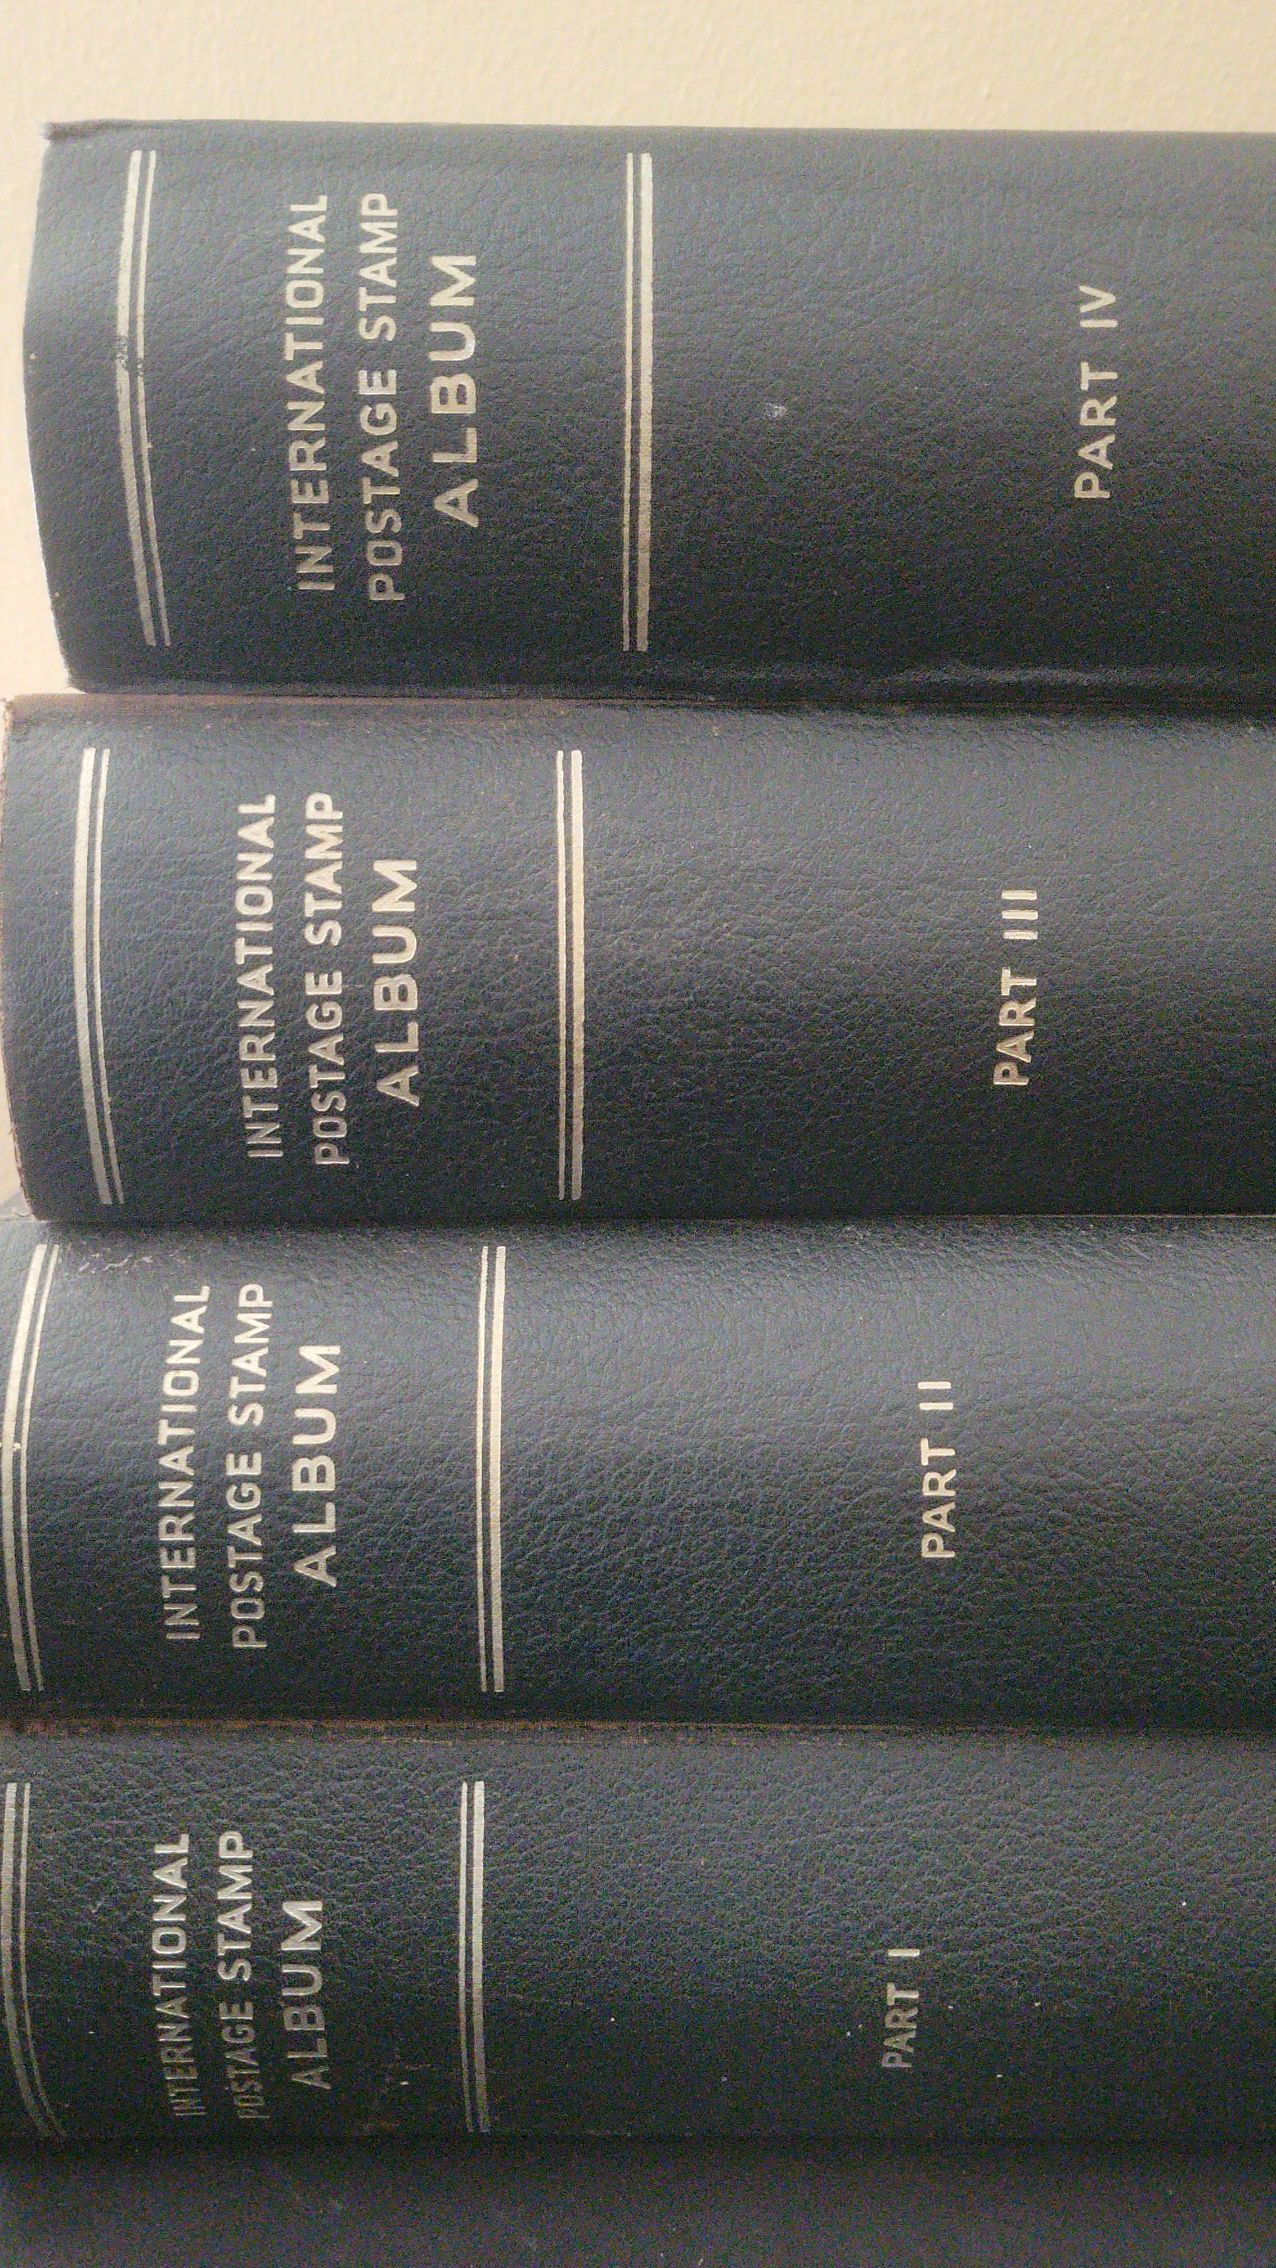 INTERNATIONAL
POSTAGE STAMP
ALBUM
PART IV
INTERNATIONAL
POSTAGE STAMP
ALBUM
PART III
INTERNATIONAL
POSTAGE STAMP
ALBUM
PART II
INTERNATIONAL
POSTAGE STAMP
ALBUM
PART I